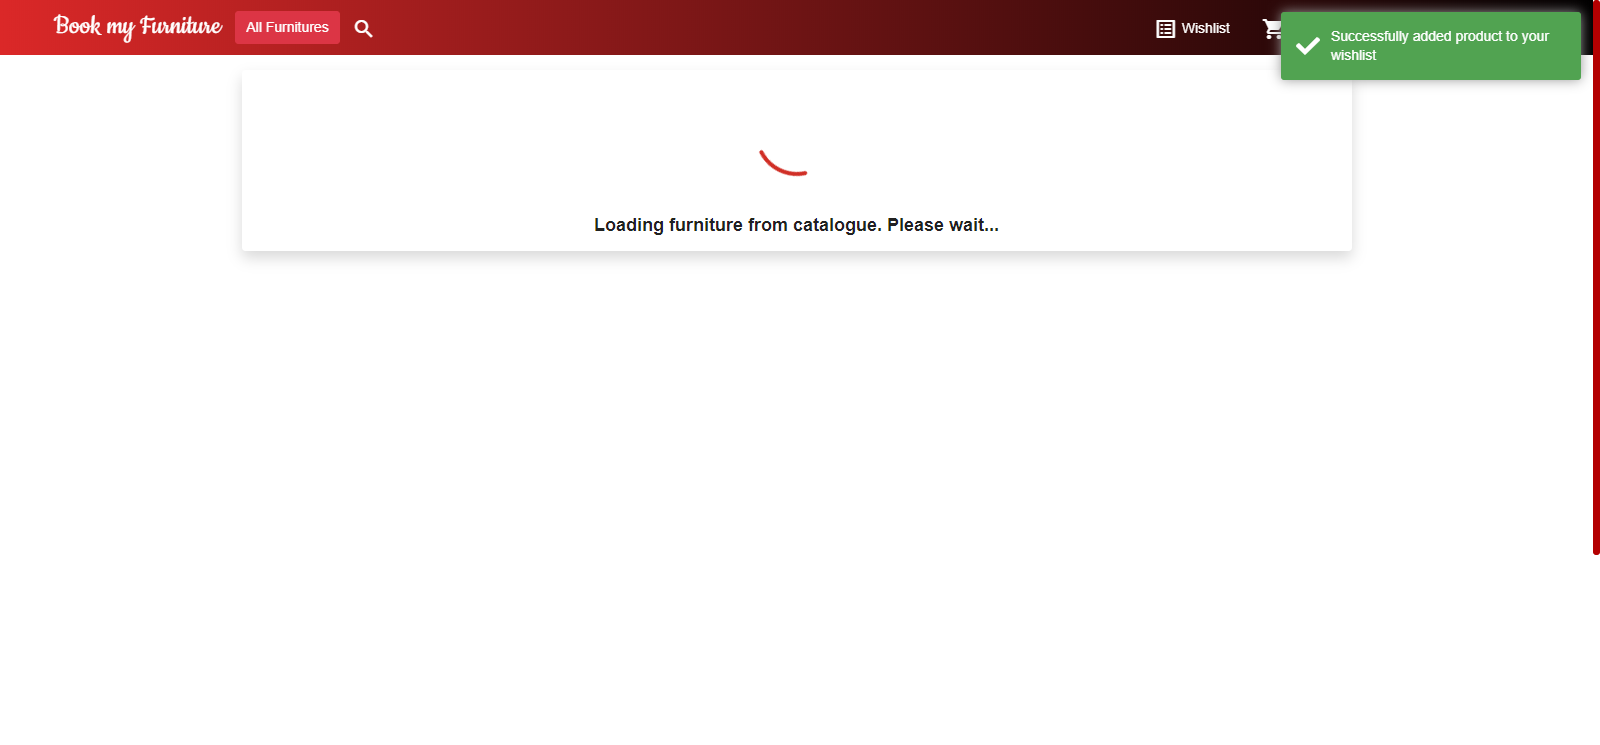 Book my Furniture
All Furnitures
Wishlist
Successfully added product to your
wishlist
Loading furniture from catalogue. Please wait...